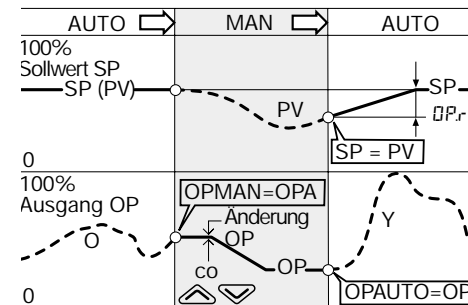 AUTO MAN AUTO
100%
Sollwert SP
SP (PV) SP
PV OP.r
SP = PV
0
100%
Ausgang OP
OPMAN=OPA
Änderung
OP
O Y
co OP
OPAUTO=OP
0